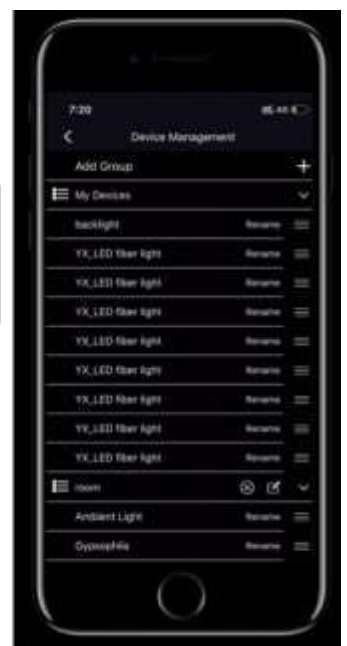 7:20
Device Management
Add Group
My Devices
backlight Rename
YX_LED fiber light Rename
YX_LED fiber light Rename
YX_LED fiber light Rename
YX_LED fiber light Rename
YX_LED fiber light Rename
YX_LED fiber light Rename
YX_LED fiber light Rename
YX_LED fiber light Rename
room
Ambient Light Rename
Gypsophila Rename